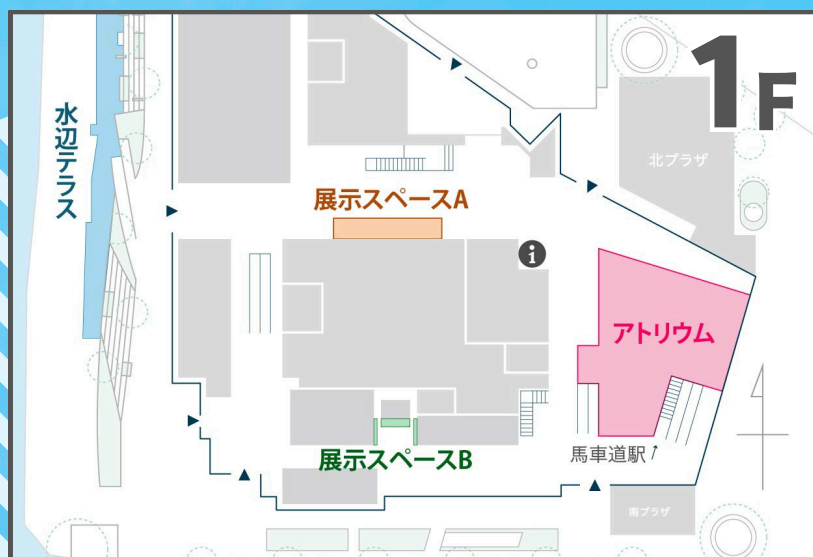 1F
水辺テラス
北プラザ
展示スペースA
i
アトリウム
展示スペースB
馬車道駅↑
南プラザ